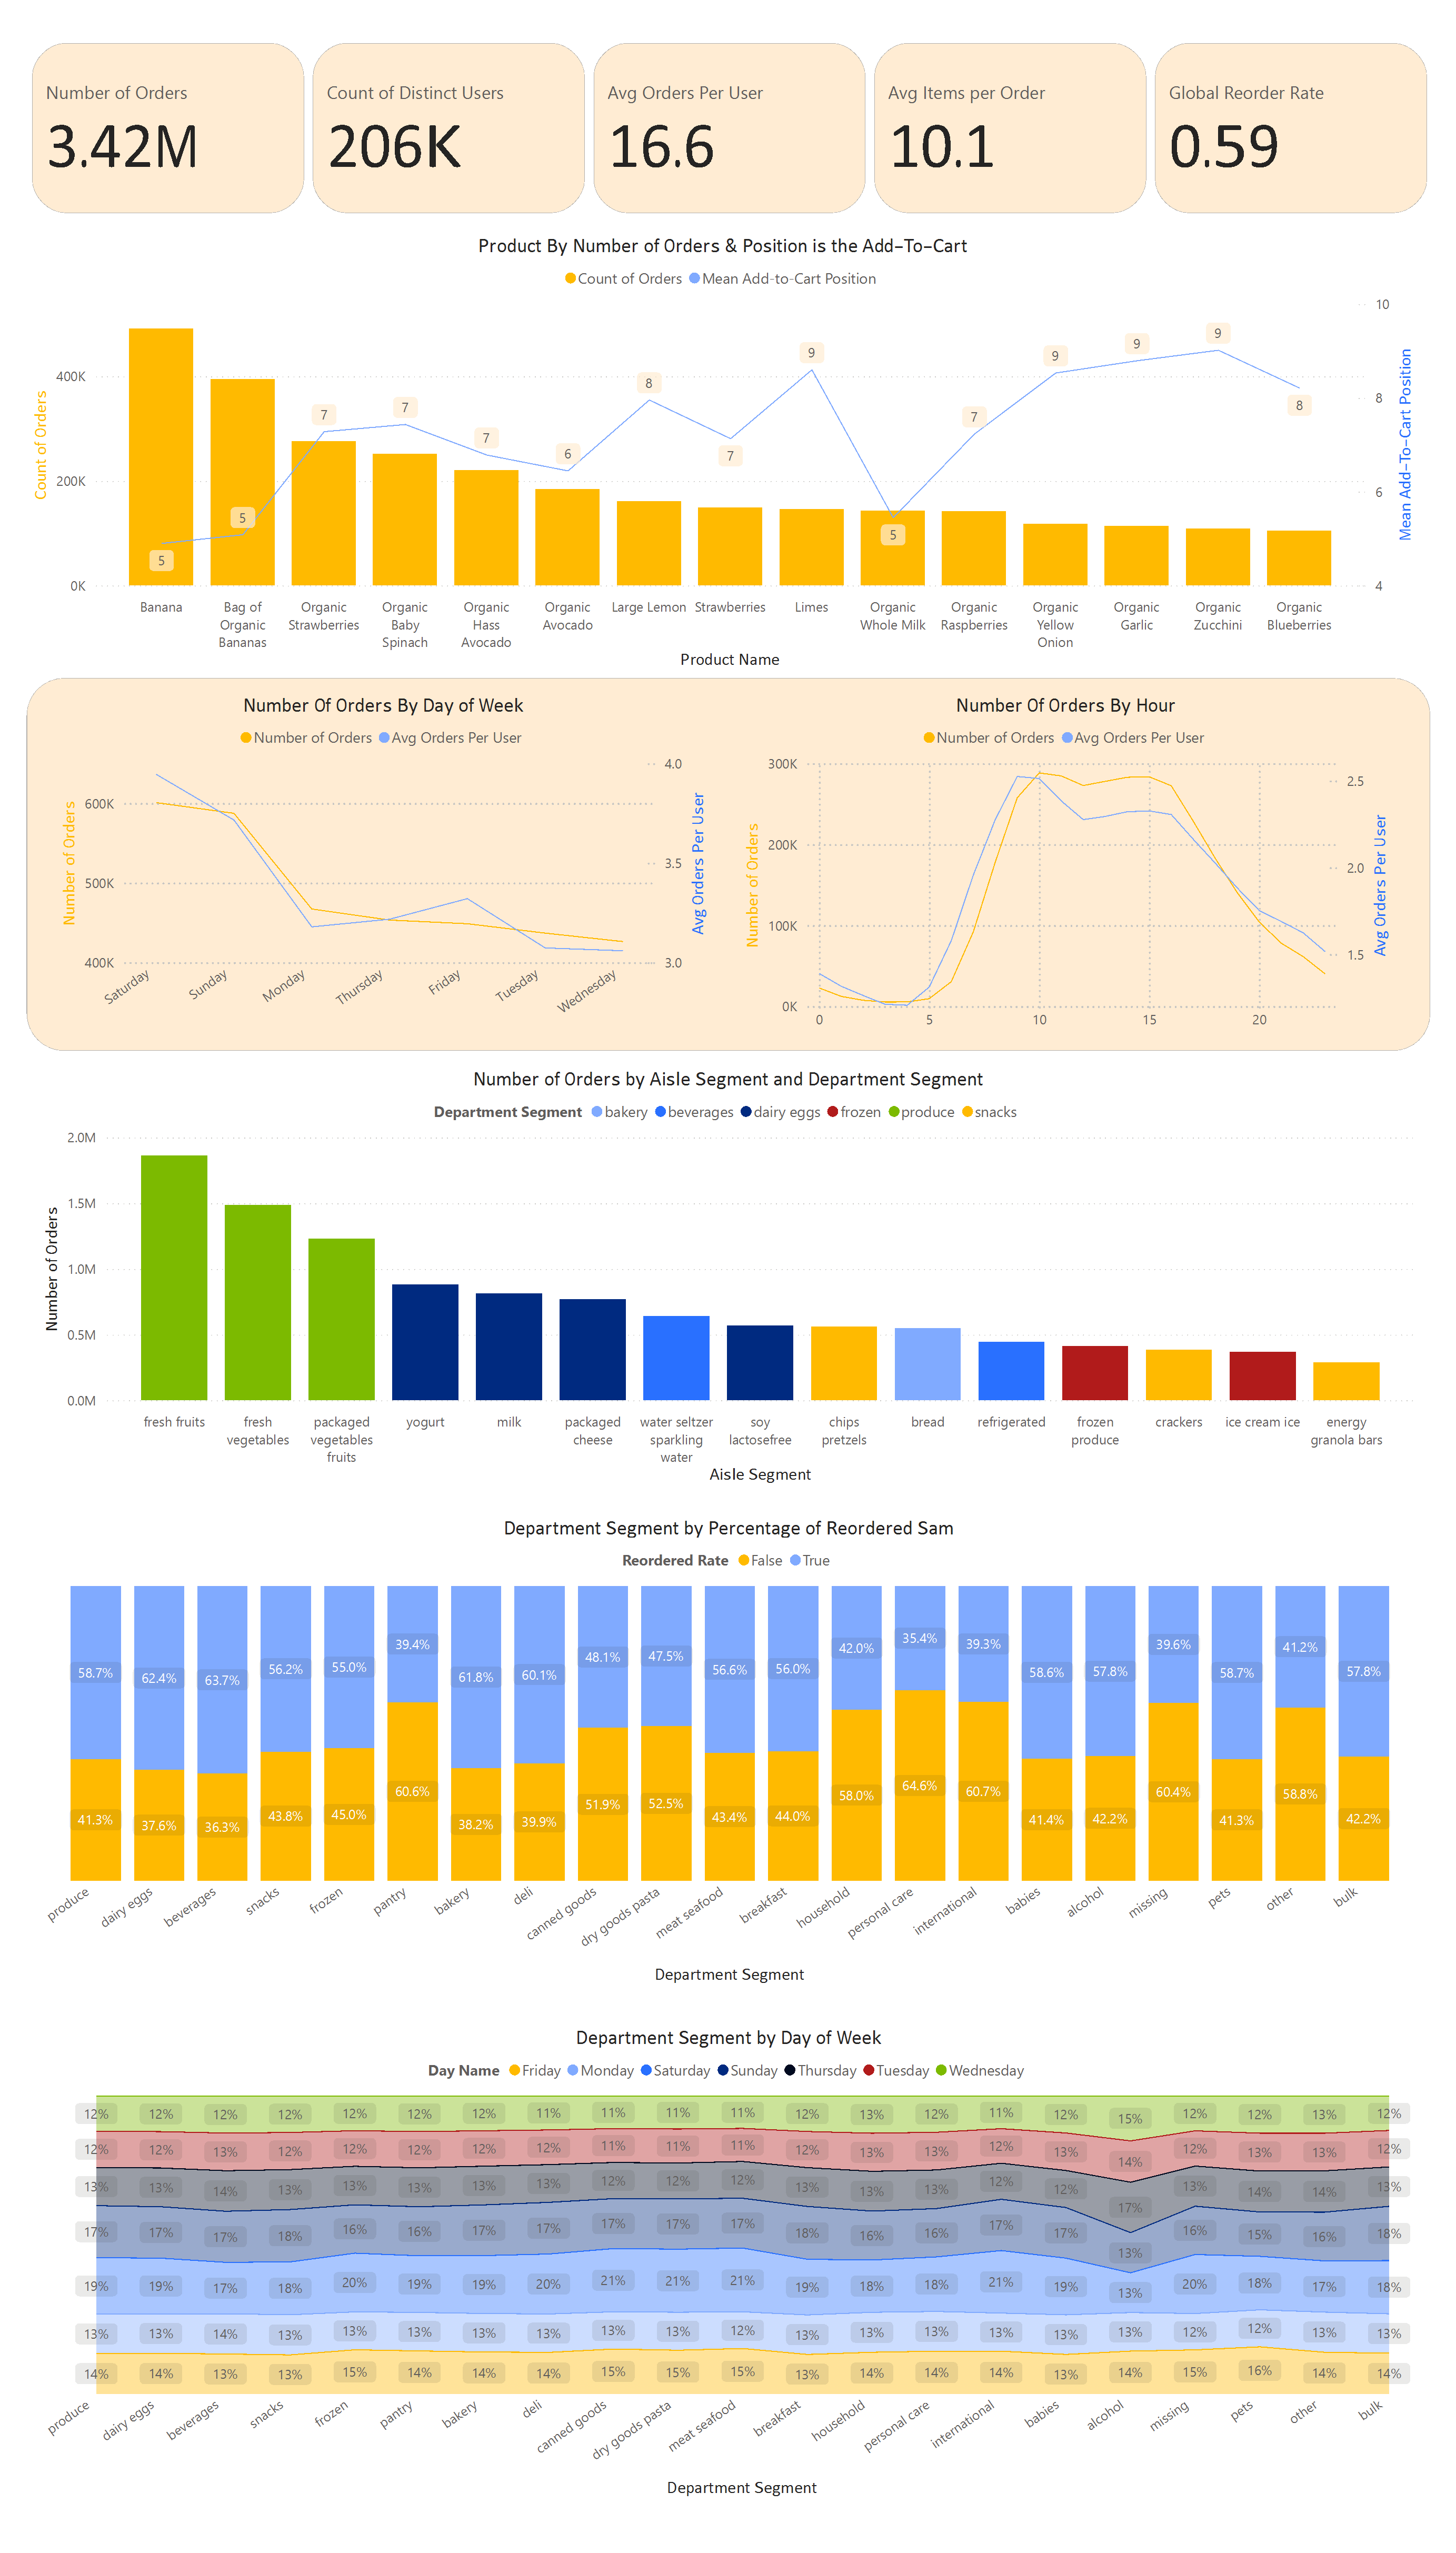 Number of Orders
3.42M
Count of Distinct Users
206K
Avg Orders Per User
16.6
Avg Items per Order
10.1
Global Reorder Rate
0.59
Product By Number of Orders & Position is the Add-To-Cart
Count of Orders Mean Add-to-Cart Position
Count of Orders
400K
200K
0K
5 5 7 7 7 6 8 7 9 5 7 9 9 9 8
10
8
6
4
Mean Add-To-Cart Position
Banana
Bag of
Organic
Bananas
Organic
Strawberries
Organic
Baby
Spinach
Organic
Hass
Avocado
Organic
Avocado
Large Lemon
Strawberries
Limes
Organic
Whole Milk
Organic
Raspberries
Organic
Yellow
Onion
Organic
Garlic
Organic
Zucchini
Organic
Blueberries
Product Name
Number Of Orders By Day of Week
Number of Orders Avg Orders Per User
Number of Orders
600K
500K
400K
4.0
3.5
3.0
Avg Orders Per User
Saturday Sunday Monday Thursday Friday Tuesday Wednesday
Number Of Orders By Hour
Number of Orders Avg Orders Per User
Number of Orders
300K
200K
100K
0K
2.5
2.0
1.5
Avg Orders Per User
0 5 10 15 20
Number of Orders by Aisle Segment and Department Segment
Department Segment bakery beverages dairy eggs frozen produce snacks
Number of Orders
2.0M
1.5M
1.0M
0.5M
0.0M
fresh fruits
fresh
vegetables
packaged
vegetables
fruits
yogurt
milk
packaged
cheese
water seltzer
sparkling
water
soy
lactosefree
chips
pretzels
bread
refrigerated
frozen
produce
crackers
ice cream ice
energy
granola bars
Aisle Segment
Department Segment by Percentage of Reordered Sam
Reordered Rate False True
58.7% 62.4% 63.7% 56.2% 55.0% 39.4% 61.8% 60.1% 48.1% 47.5% 56.6% 56.0% 42.0% 35.4% 39.3% 58.6% 57.8% 39.6% 58.7% 41.2% 57.8%
41.3% 37.6% 36.3% 43.8% 45.0% 60.6% 38.2% 39.9% 51.9% 52.5% 43.4% 44.0% 58.0% 64.6% 60.7% 41.4% 42.2% 60.4% 41.3% 58.8% 42.2%
produce dairy eggs beverages snacks frozen pantry bakery deli canned goods dry goods pasta meat seafood breakfast household personal care international babies alcohol missing pets other bulk
Department Segment
Department Segment by Day of Week
Day Name Friday Monday Saturday Sunday Thursday Tuesday Wednesday
12% 12% 12% 12% 12% 12% 12% 11% 11% 11% 11% 12% 13% 12% 11% 12% 15% 12% 12% 13% 12%
12% 12% 13% 12% 12% 12% 12% 12% 11% 11% 11% 12% 13% 13% 12% 13% 14% 12% 13% 13% 12%
13% 13% 14% 13% 13% 13% 13% 13% 12% 12% 12% 13% 13% 13% 12% 12% 17% 13% 14% 14% 13%
17% 17% 17% 18% 16% 16% 17% 17% 17% 17% 17% 18% 16% 16% 17% 17% 13% 16% 15% 16% 18%
19% 19% 17% 18% 20% 19% 19% 20% 21% 21% 21% 19% 18% 18% 21% 19% 13% 20% 18% 17% 18%
13% 13% 14% 13% 13% 13% 13% 13% 13% 13% 12% 13% 13% 13% 13% 13% 13% 12% 12% 13% 13%
14% 14% 13% 13% 15% 14% 14% 14% 15% 15% 15% 13% 14% 14% 14% 13% 14% 15% 16% 14% 14%
produce dairy eggs beverages snacks frozen pantry bakery deli canned goods dry goods pasta meat seafood breakfast household personal care international babies alcohol missing pets other bulk
Department Segment